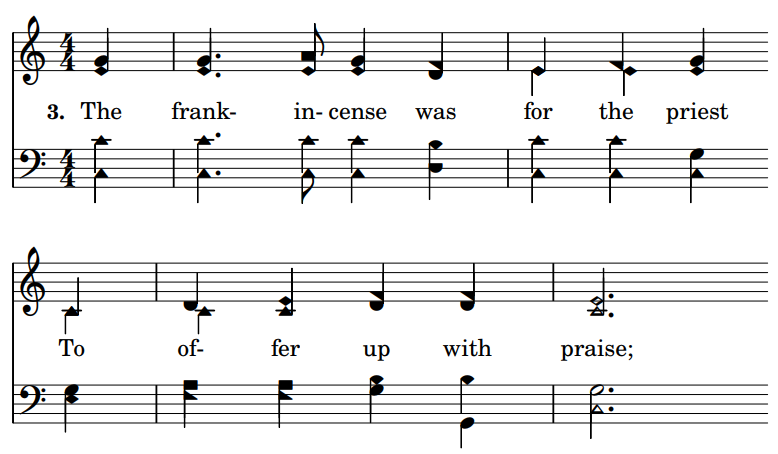 3. The frank- in- cense was for the priest
To of- fer up with praise;